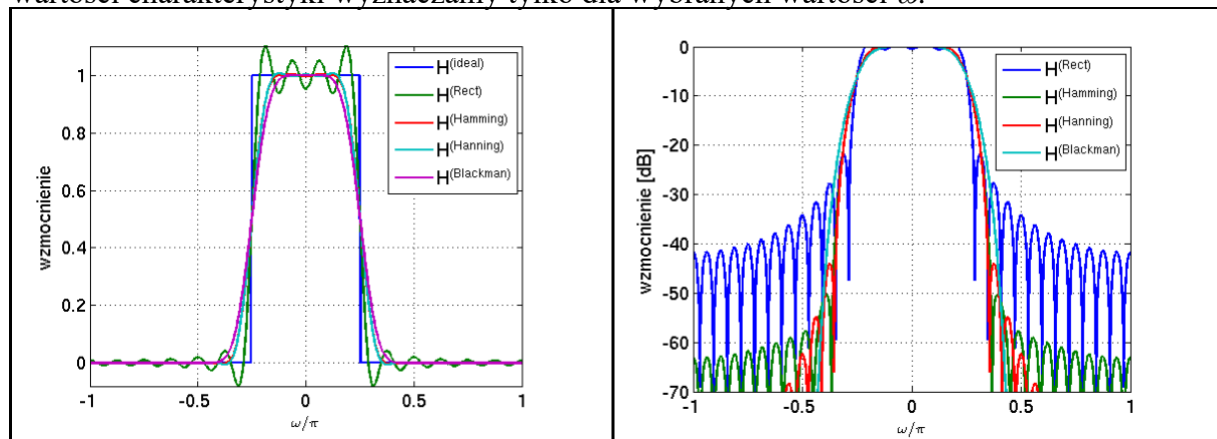 wartości charakterystyki wyznaczamy tylko dla wybranych wartości ω.
H(ideal)
H(Rect)
H(Hamming)
H(Hanning)
H(Blackman)
wzmocnienie
1
0.8
0.6
0.4
0.2
0
-1
-0.5
0
0.5
1
ω/π
H(Rect)
H(Hamming)
H(Hanning)
H(Blackman)
wzmocnienie [dB]
0
-10
-20
-30
-40
-50
-60
-70
-1
-0.5
0
0.5
1
ω/π